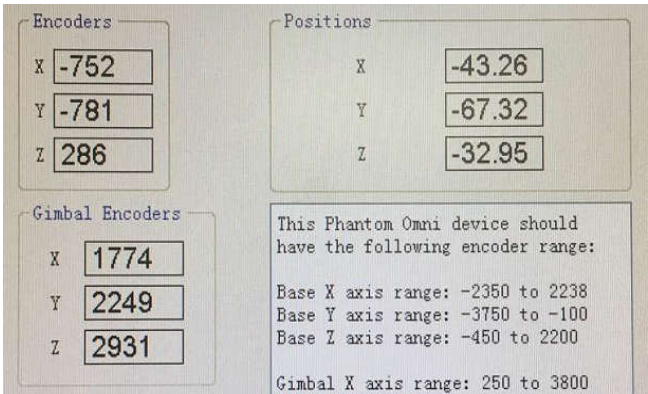 Encoders
X -752
Y -781
Z 286
Positions
X -43.26
Y -67.32
Z -32.95
Gimbal Encoders
X 1774
Y 2249
Z 2931
This Phantom Omni device should
have the following encoder range:
Base X axis range: -2350 to 2238
Base Y axis range: -3750 to -100
Base Z axis range: -450 to 2200
Gimbal X axis range: 250 to 3800